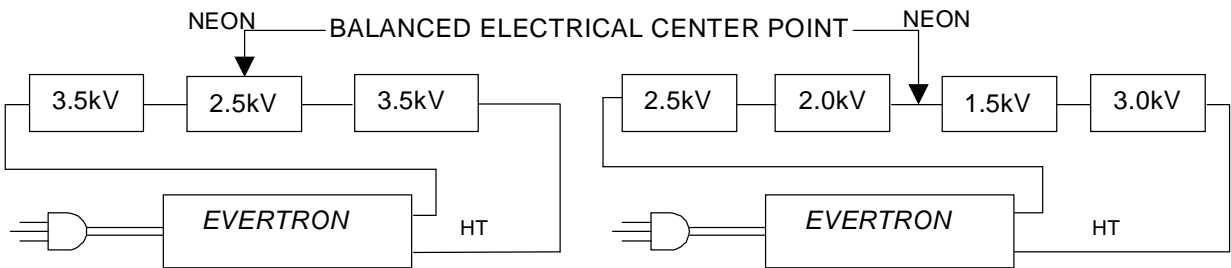 NEON BALANCED ELECTRICAL CENTER POINT NEON
3.5kV 2.5kV 3.5kV 2.5kV 2.0kV 1.5kV 3.0kV
EVERTRON HT EVERTRON HT